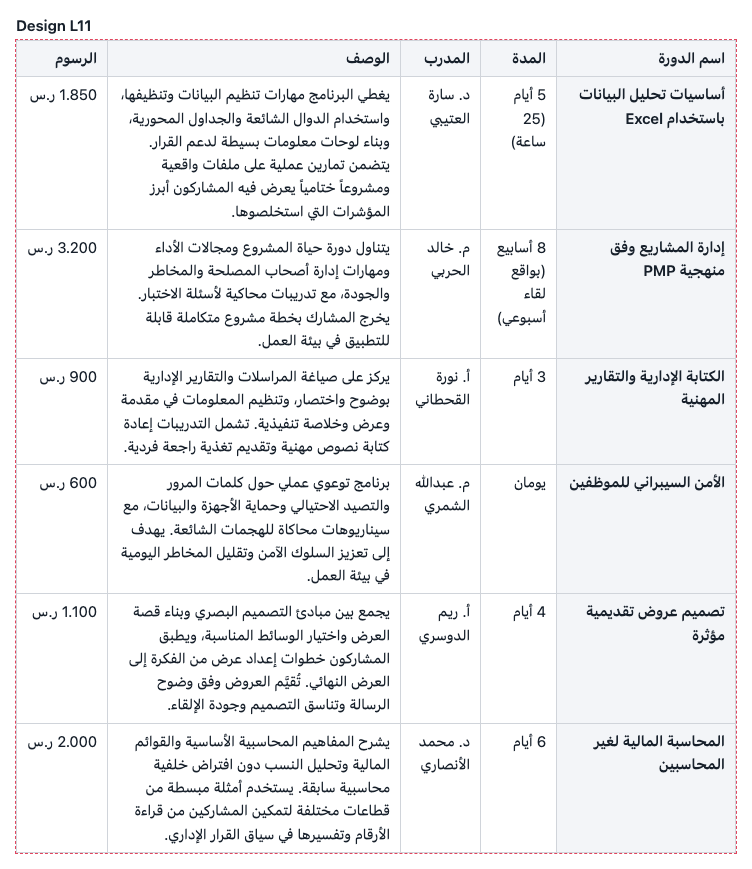 Design L11
اسم الدورة
المدة
المدرب
الوصف
الرسوم
أساسيات تحليل البيانات
باستخدام Excel
5 أيام
(25
ساعة)
د. سارة
العتيبي
يغطي البرنامج مهارات تنظيم البيانات وتنظيفها،
واستخدام الدوال الشائعة والجداول المحورية،
وبناء لوحات معلومات بسيطة لدعم القرار.
يتضمن تمارين عملية على ملفات واقعية
ومشروعاً ختامياً يعرض فيه المشاركون أبرز
المؤشرات التي استخلصوها.
1.850 ر.س
إدارة المشاريع وفق
منهجية PMP
8 أسابيع
(بواقع
لقاء
أسبوعي)
م. خالد
الحربي
يتناول دورة حياة المشروع ومجالات الأداء
ومهارات إدارة أصحاب المصلحة والمخاطر
والجودة، مع تدريبات محاكية لأسئلة الاختبار.
يخرج المشارك بخطة مشروع متكاملة قابلة
للتطبيق في بيئة العمل.
3.200 ر.س
الكتابة الإدارية والتقارير
المهنية
3 أيام
أ. نورة
القحطاني
يركز على صياغة المراسلات والتقارير الإدارية
بوضوح واختصار، وتنظيم المعلومات في مقدمة
وعرض وخلاصة تنفيذية. تشمل التدريبات إعادة
كتابة نصوص مهنية وتقديم تغذية راجعة فردية.
900 ر.س
الأمن السيبراني للموظفين
يومان
م. عبدالله
الشمري
برنامج توعوي عملي حول كلمات المرور
والتصيد الاحتيالي وحماية الأجهزة والبيانات، مع
سيناريوهات محاكاة للهجمات الشائعة. يهدف
إلى تعزيز السلوك الآمن وتقليل المخاطر اليومية
في بيئة العمل.
600 ر.س
تصميم عروض تقديمية
مؤثرة
4 أيام
أ. ريم
الدوسري
يجمع بين مبادئ التصميم البصري وبناء قصة
العرض واختيار الوسائط المناسبة، ويطبق
المشاركون خطوات إعداد عرض من الفكرة إلى
العرض النهائي. تُقيَّم العروض وفق وضوح
الرسالة وتناسق التصميم وجودة الإلقاء.
1.100 ر.س
المحاسبة المالية لغير
المحاسبين
6 أيام
د. محمد
الأنصاري
يشرح المفاهيم المحاسبية الأساسية والقوائم
المالية وتحليل النسب دون افتراض خلفية
محاسبية سابقة. يستخدم أمثلة مبسطة من
قطاعات مختلفة لتمكين المشاركين من قراءة
الأرقام وتفسيرها في سياق القرار الإداري.
2.000 ر.س